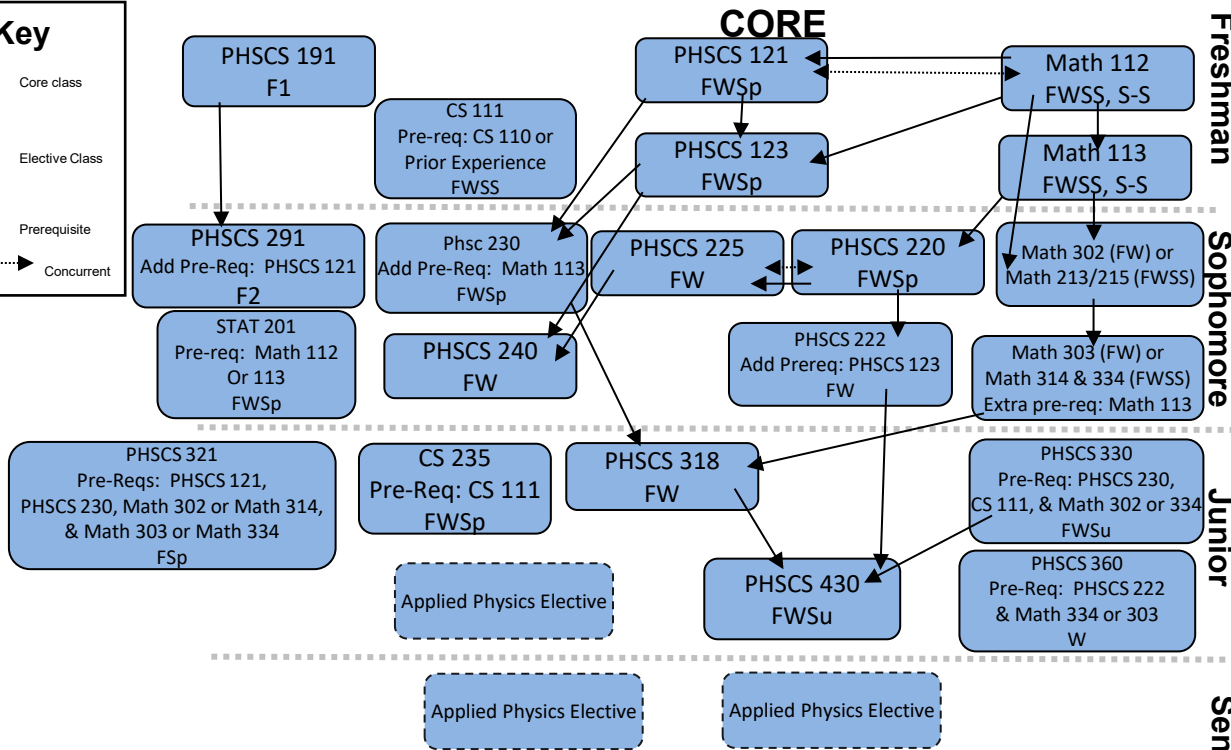 Key
Core class
Elective Class
Prerequisite
Concurrent
CORE
Freshman
PHSCS 191
F1
CS 111
Pre-req: CS 110 or
Prior Experience
FWSS
PHSCS 121
FWSp
PHSCS 123
FWSp
Math 112
FWSS, S-S
Math 113
FWSS, S-S
Sophomore
PHSCS 291
Add Pre-Req: PHSCS 121
F2
Phsc 230
Add Pre-Req: Math 113
FWSp
PHSCS 225
FW
PHSCS 220
FWSp
Math 302 (FW) or
Math 213/215 (FWSS)
STAT 201
Pre-req: Math 112
Or 113
FWSp
PHSCS 240
FW
PHSCS 222
Add Prereq: PHSCS 123
FW
Math 303 (FW) or
Math 314 & 334 (FWSS)
Extra pre-req: Math 113
Junior
PHSCS 321
Pre-Reqs: PHSCS 121,
PHSCS 230, Math 302 or Math 314,
& Math 303 or Math 334
FSp
CS 235
Pre-Req: CS 111
FWSp
PHSCS 318
FW
PHSCS 330
Pre-Req: PHSCS 230,
CS 111, & Math 302 or 334
FWSu
Applied Physics Elective
PHSCS 430
FWSu
PHSCS 360
Pre-Req: PHSCS 222
& Math 334 or 303
W
Sen
Applied Physics Elective
Applied Physics Elective